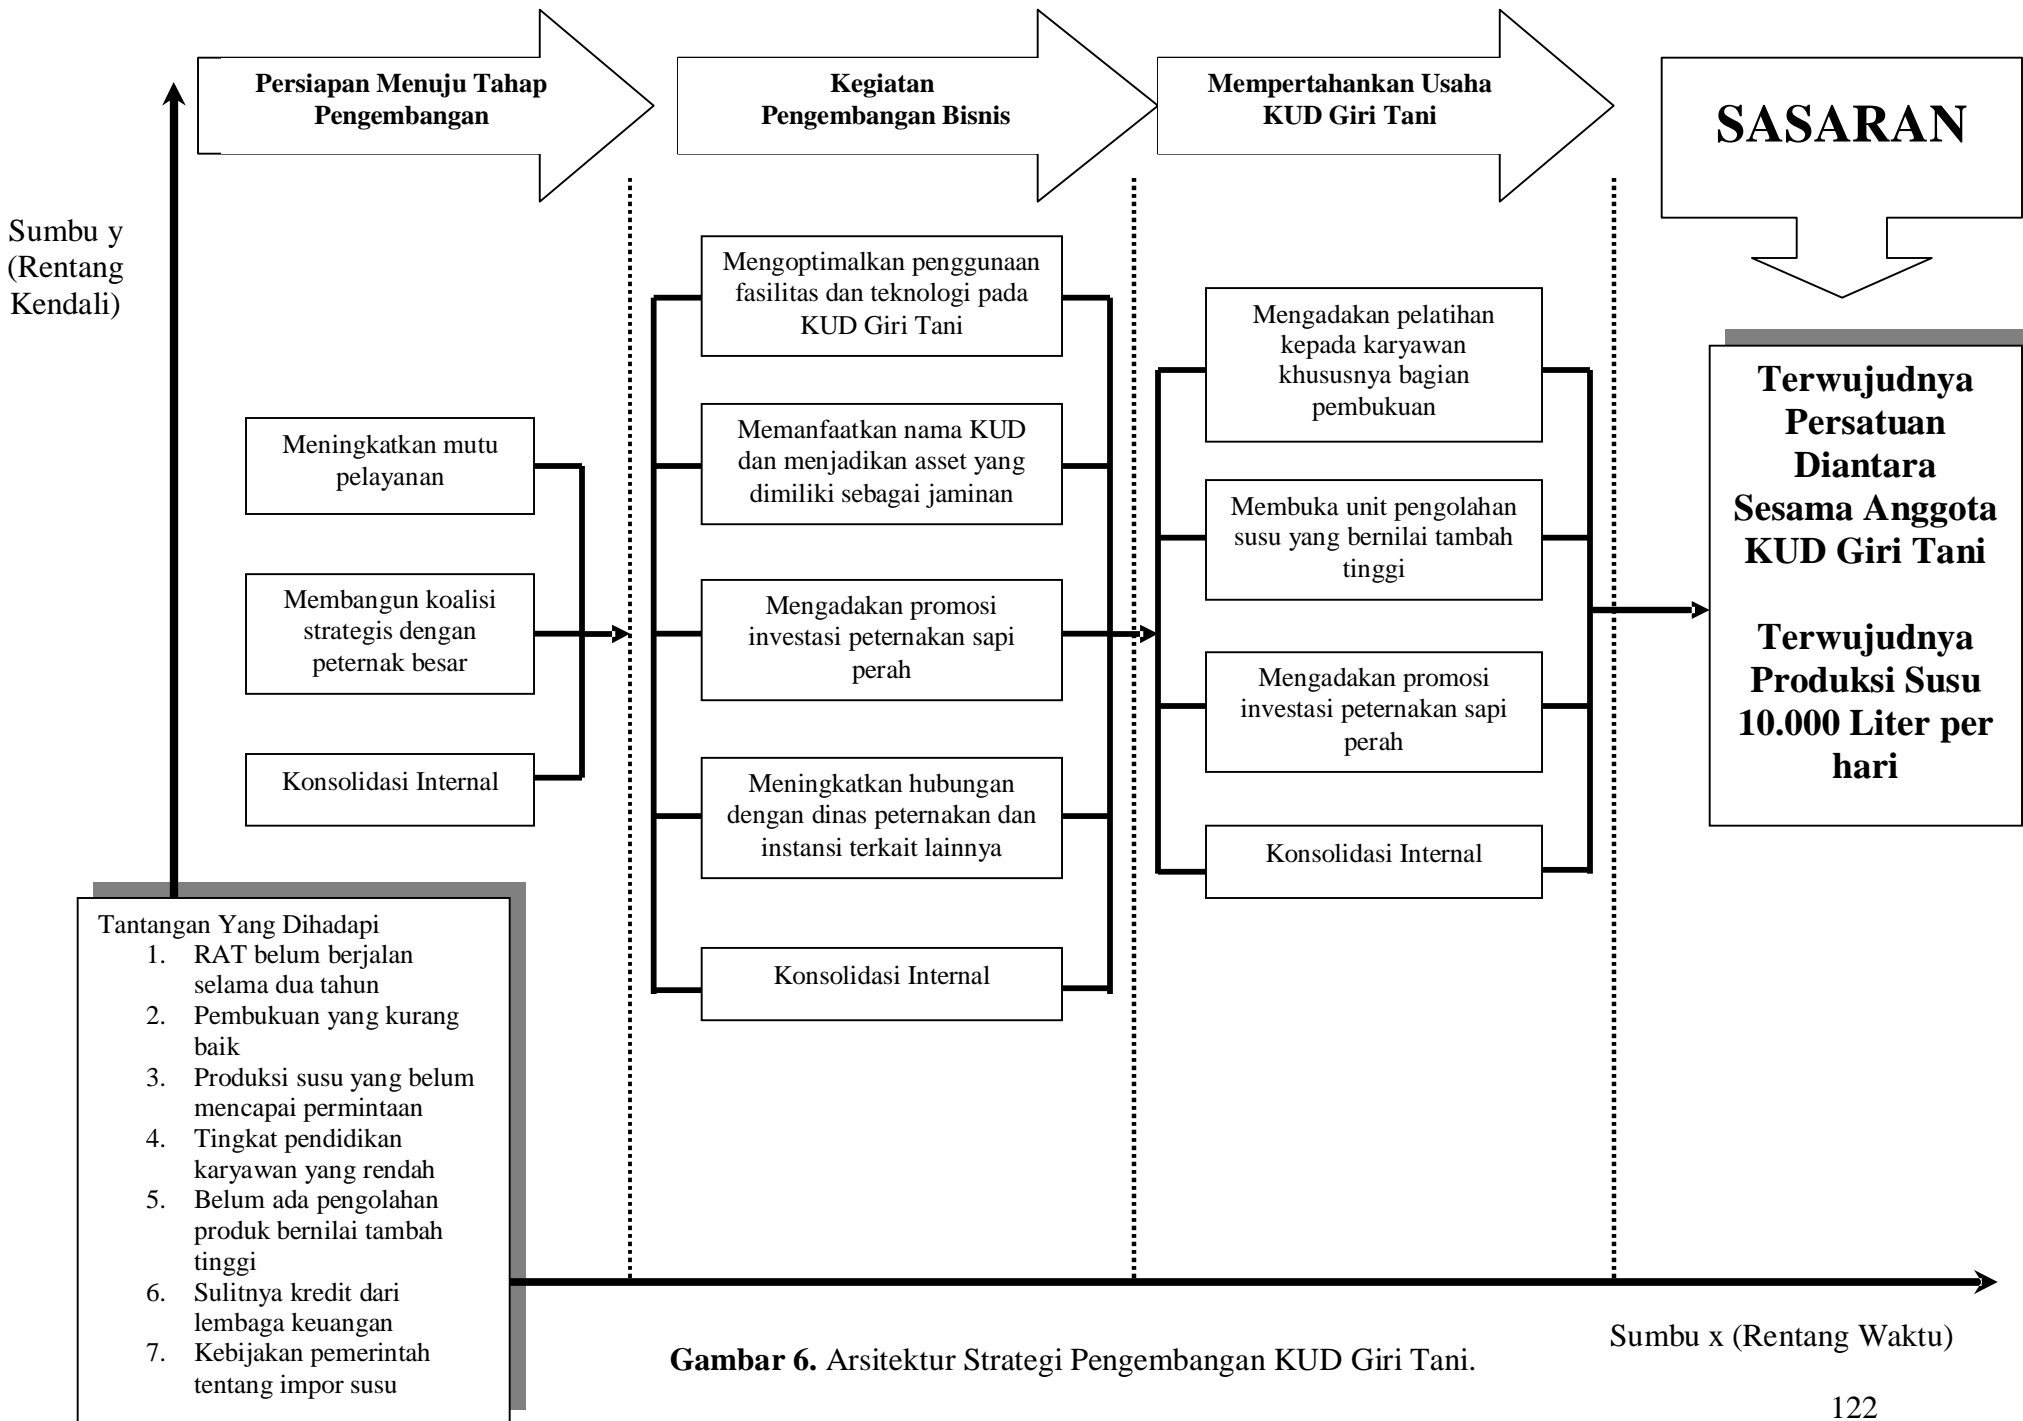 Persiapan Menuju Tahap
Pengembangan
Kegiatan
Pengembangan Bisnis
Mempertahankan Usaha
KUD Giri Tani
SASARAN
Sumbu y
(Rentang
Kendali)
Meningkatkan mutu
pelayanan
Membangun koalisi
strategis dengan
peternak besar
Konsolidasi Internal
Mengoptimalkan penggunaan
fasilitas dan teknologi pada
KUD Giri Tani
Memanfaatkan nama KUD
dan menjadikan asset yang
dimiliki sebagai jaminan
Mengadakan promosi
investasi peternakan sapi
perah
Meningkatkan hubungan
dengan dinas peternakan dan
instansi terkait lainnya
Konsolidasi Internal
Mengadakan pelatihan
kepada karyawan
khususnya bagian
pembukuan
Membuka unit pengolahan
susu yang bernilai tambah
tinggi
Mengadakan promosi
investasi peternakan sapi
perah
Konsolidasi Internal
Terwujudnya
Persatuan
Diantara
Sesama Anggota
KUD Giri Tani
Terwujudnya
Produksi Susu
10.000 Liter per
hari
Tantangan Yang Dihadapi
1. RAT belum berjalan
selama dua tahun
2. Pembukuan yang kurang
baik
3. Produksi susu yang belum
mencapai permintaan
4. Tingkat pendidikan
karyawan yang rendah
5. Belum ada pengolahan
produk bernilai tambah
tinggi
6. Sulitnya kredit dari
lembaga keuangan
7. Kebijakan pemerintah
tentang impor susu
Sumbu x (Rentang Waktu)
Gambar 6. Arsitektur Strategi Pengembangan KUD Giri Tani.
122